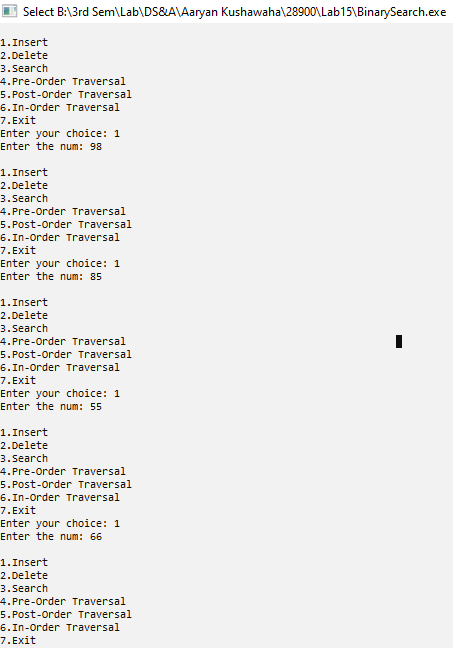 Select B:\3rd Sem\Lab\DS&A\Aaryan Kushawaha\28900\Lab15\BinarySearch.exe
1.Insert
2.Delete
3.Search
4.Pre-Order Traversal
5.Post-Order Traversal
6.In-Order Traversal
7.Exit
Enter your choice: 1
Enter the num: 98
1.Insert
2.Delete
3.Search
4.Pre-Order Traversal
5.Post-Order Traversal
6.In-Order Traversal
7.Exit
Enter your choice: 1
Enter the num: 85
1.Insert
2.Delete
3.Search
4.Pre-Order Traversal
5.Post-Order Traversal
6.In-Order Traversal
7.Exit
Enter your choice: 1
Enter the num: 55
1.Insert
2.Delete
3.Search
4.Pre-Order Traversal
5.Post-Order Traversal
6.In-Order Traversal
7.Exit
Enter your choice: 1
Enter the num: 66
1.Insert
2.Delete
3.Search
4.Pre-Order Traversal
5.Post-Order Traversal
6.In-Order Traversal
7.Exit